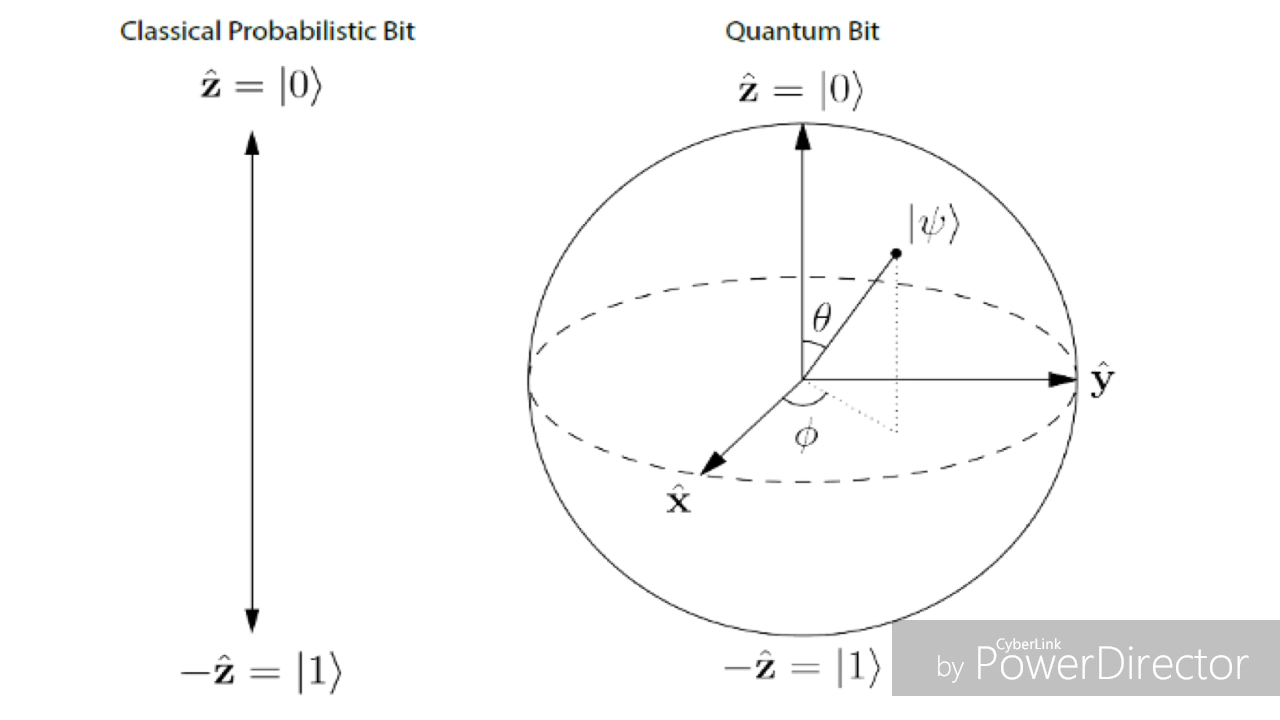 Classical Probabilistic Bit
ẑ = |0⟩
−ẑ = |1⟩
Quantum Bit
ẑ = |0⟩
|ψ⟩
θ
ŷ
ϕ
x̂
−ẑ = |1⟩
CyberLink
by PowerDirector